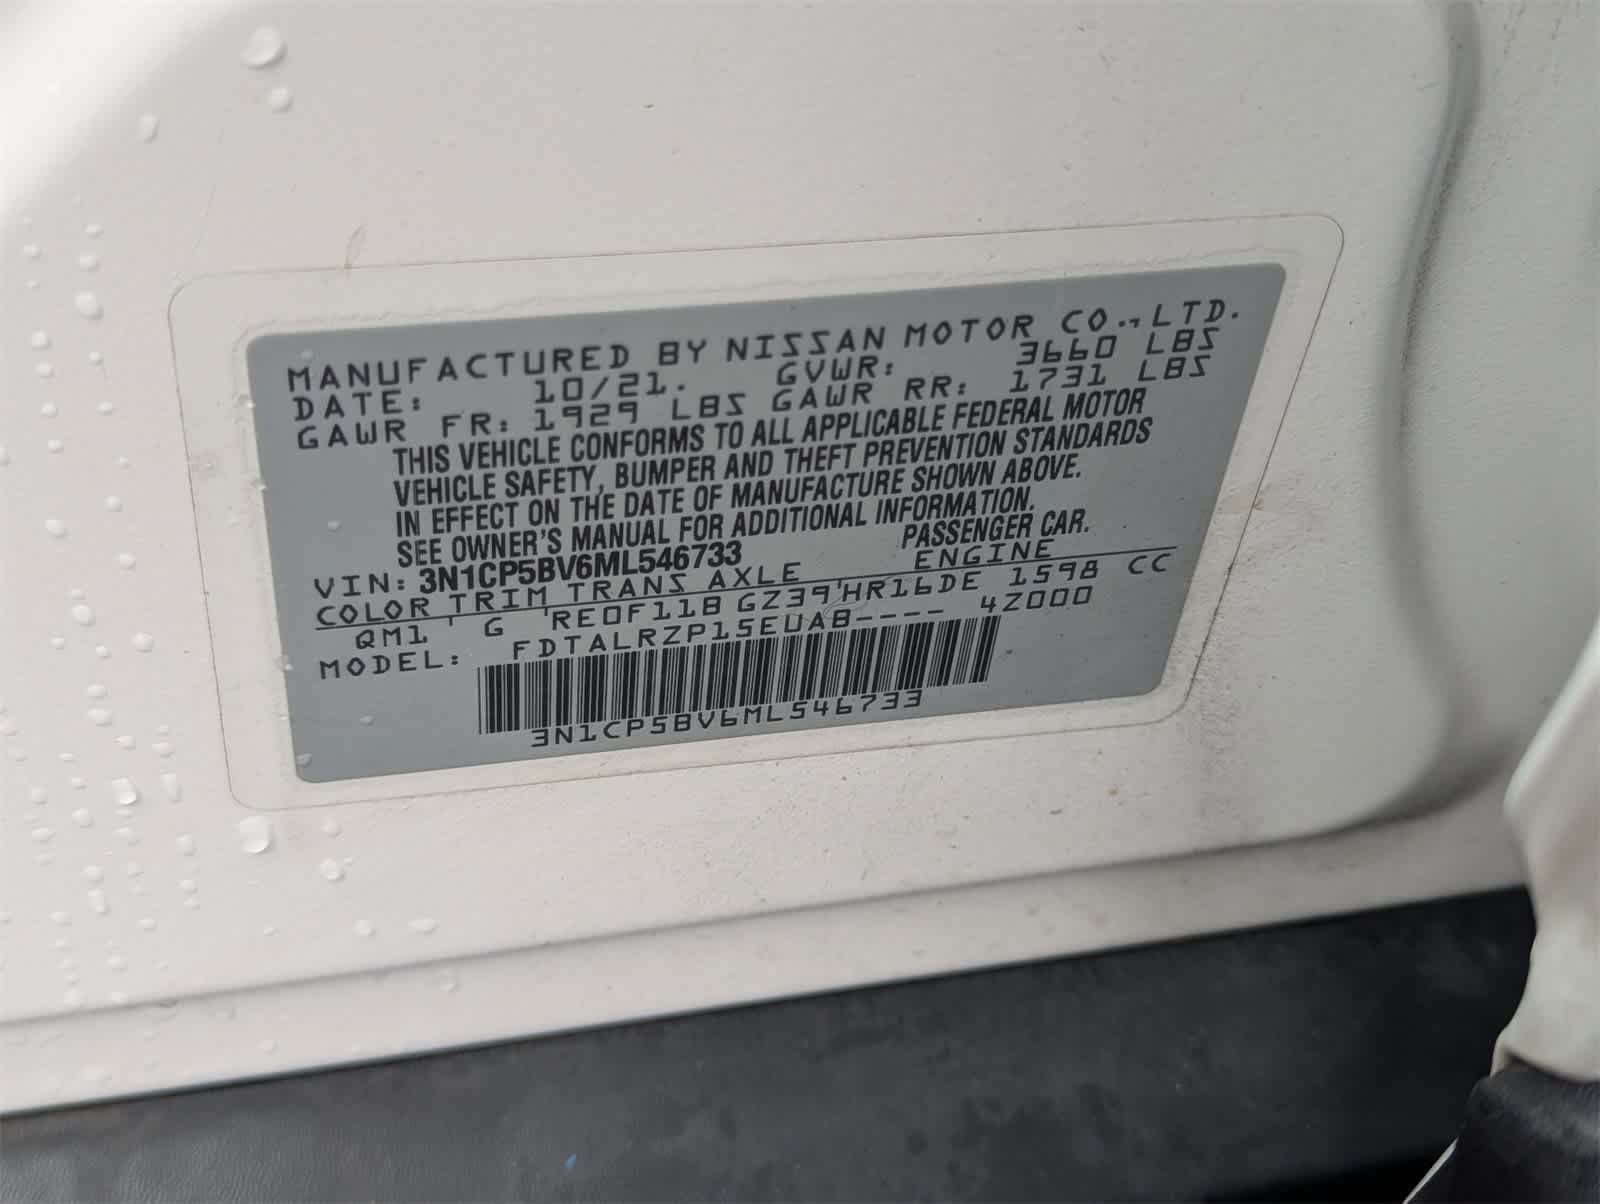 MANUFACTURED BY NISSAN MOTOR CO., LTD.
DATE: 10/21. GVWR: 3660 LBS
GAWR FR: 1929 LBS GAWR RR: 1731 LBS
THIS VEHICLE CONFORMS TO ALL APPLICABLE FEDERAL MOTOR
VEHICLE SAFETY, BUMPER AND THEFT PREVENTION STANDARDS
IN EFFECT ON THE DATE OF MANUFACTURE SHOWN ABOVE.
SEE OWNER'S MANUAL FOR ADDITIONAL INFORMATION.
VIN: 3N1CP5BV6ML546733 PASSENGER CAR.
COLOR TRIM TRANS AXLE ENGINE
QM1 ' G 'RE0F11B GZ39'HR16DE 1598 CC
MODEL: FDTALRZP15EUAB---- 4Z000
3N1CP5BV6ML546733